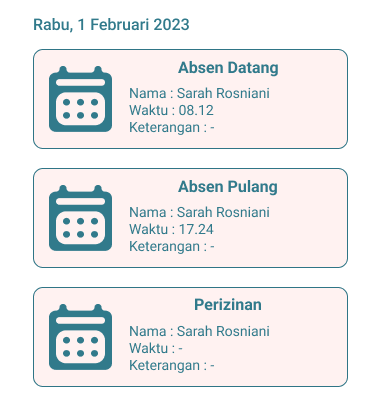 Rabu, 1 Februari 2023
Absen Datang
Nama : Sarah Rosniani
Waktu : 08.12
Keterangan : -
Absen Pulang
Nama : Sarah Rosniani
Waktu : 17.24
Keterangan : -
Perizinan
Nama : Sarah Rosniani
Waktu : -
Keterangan : -